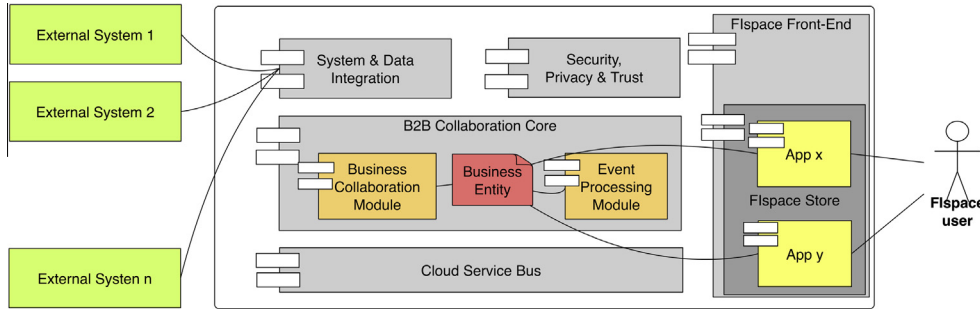 External System 1
External System 2
External Systen n
System & Data
Integration
Security,
Privacy & Trust
FIspace Front-End
B2B Collaboration Core
Business
Collaboration
Module
Business
Entity
Event
Processing
Module
App x
FIspace Store
App y
Cloud Service Bus
FIspace
user